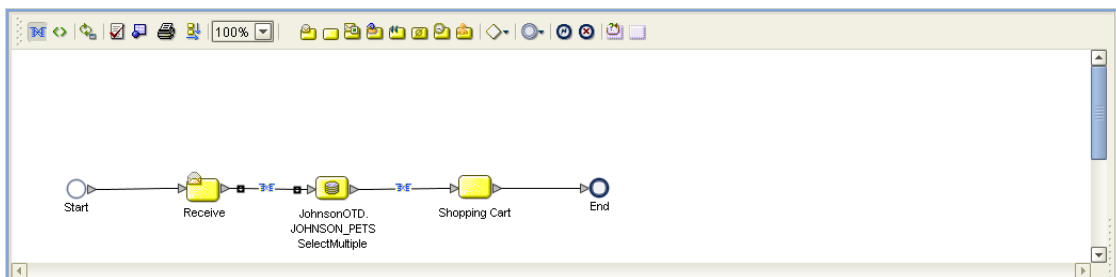 100%
Start
Receive
JohnsonOTD.
JOHNSON_PETS
SelectMultiple
Shopping Cart
End